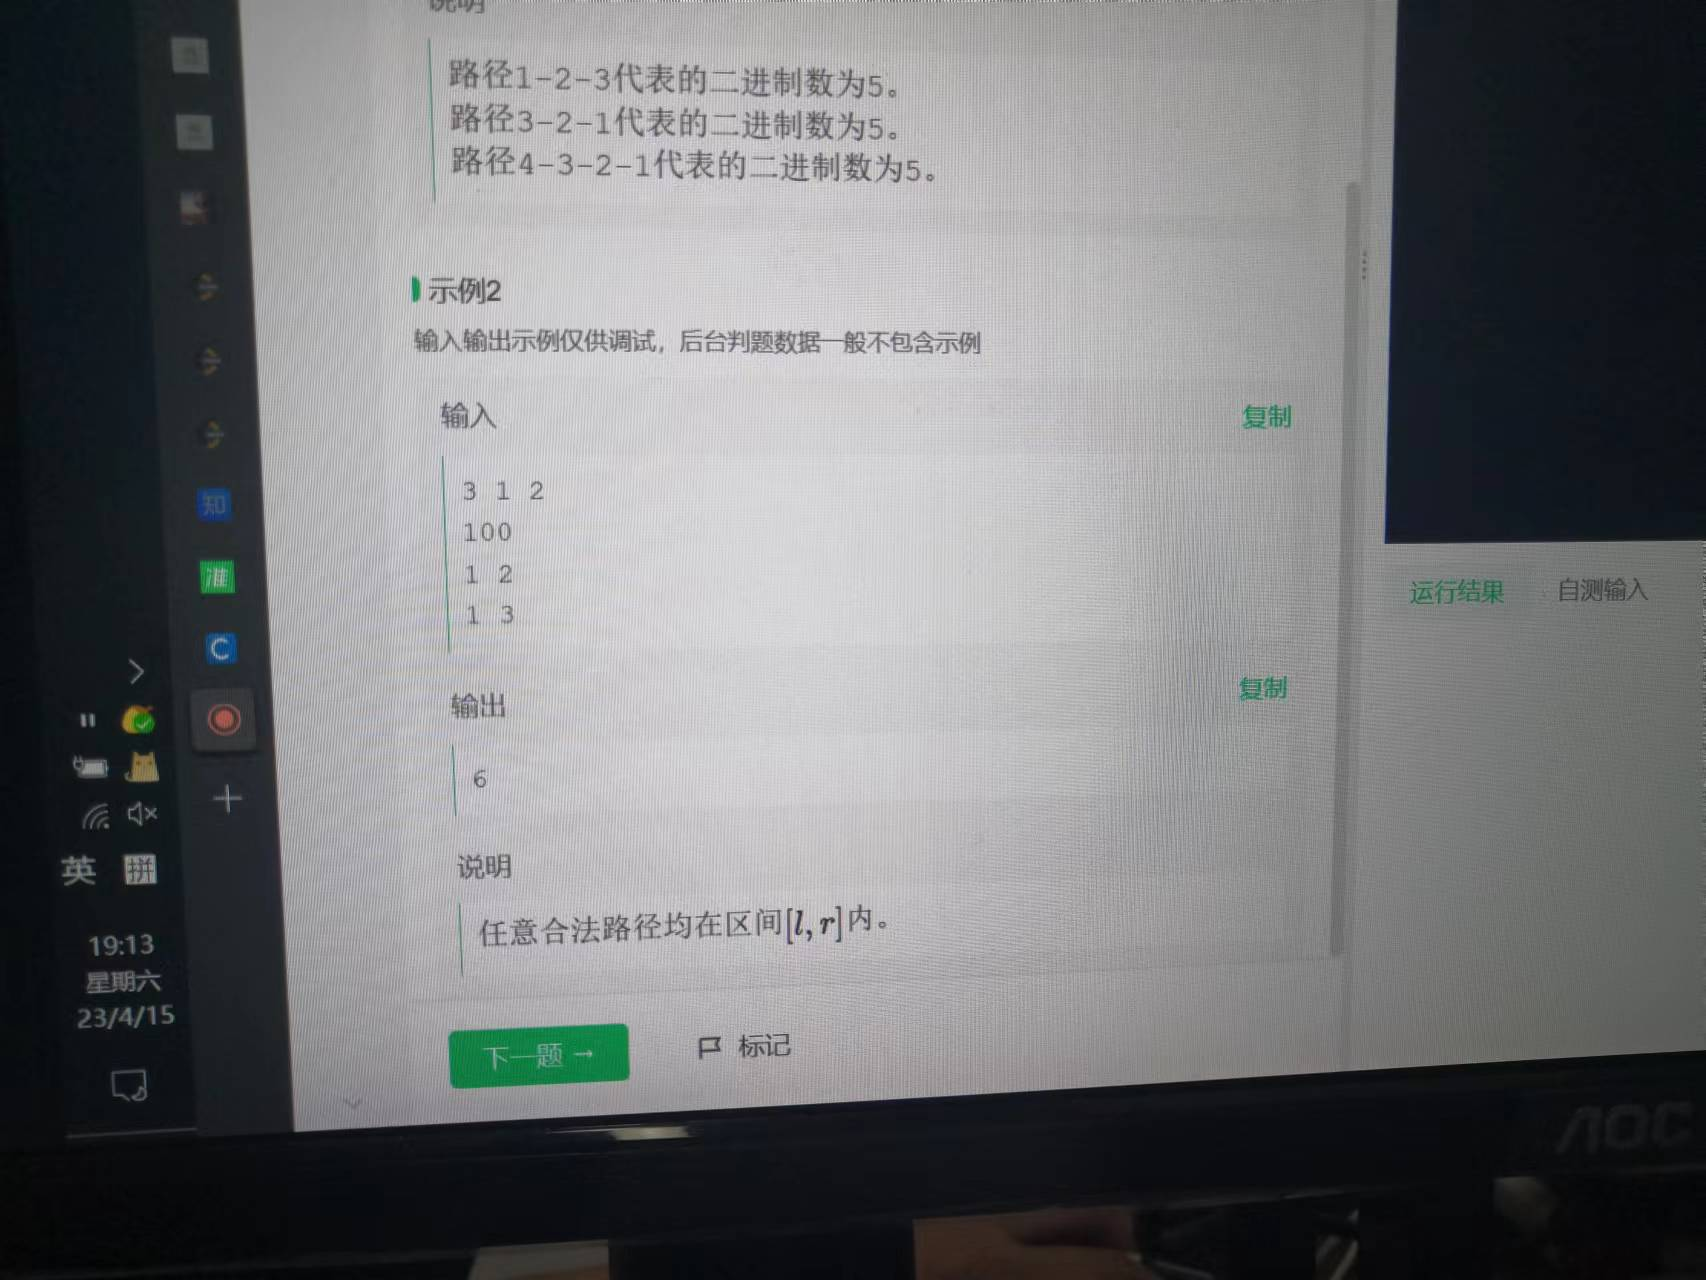 说明
路径1-2-3代表的二进制数为5。
路径3-2-1代表的二进制数为5。
路径4-3-2-1代表的二进制数为5。
示例2
输入输出示例仅供调试，后台判题数据一般不包含示例
输入
复制
3 1 2
100
1 2
1 3
输出
复制
6
说明
任意合法路径均在区间[l,r]内。
下一题 →
标记
运行结果
自测输入
知
准
C
英
拼
19:13
星期六
23/4/15
AOC